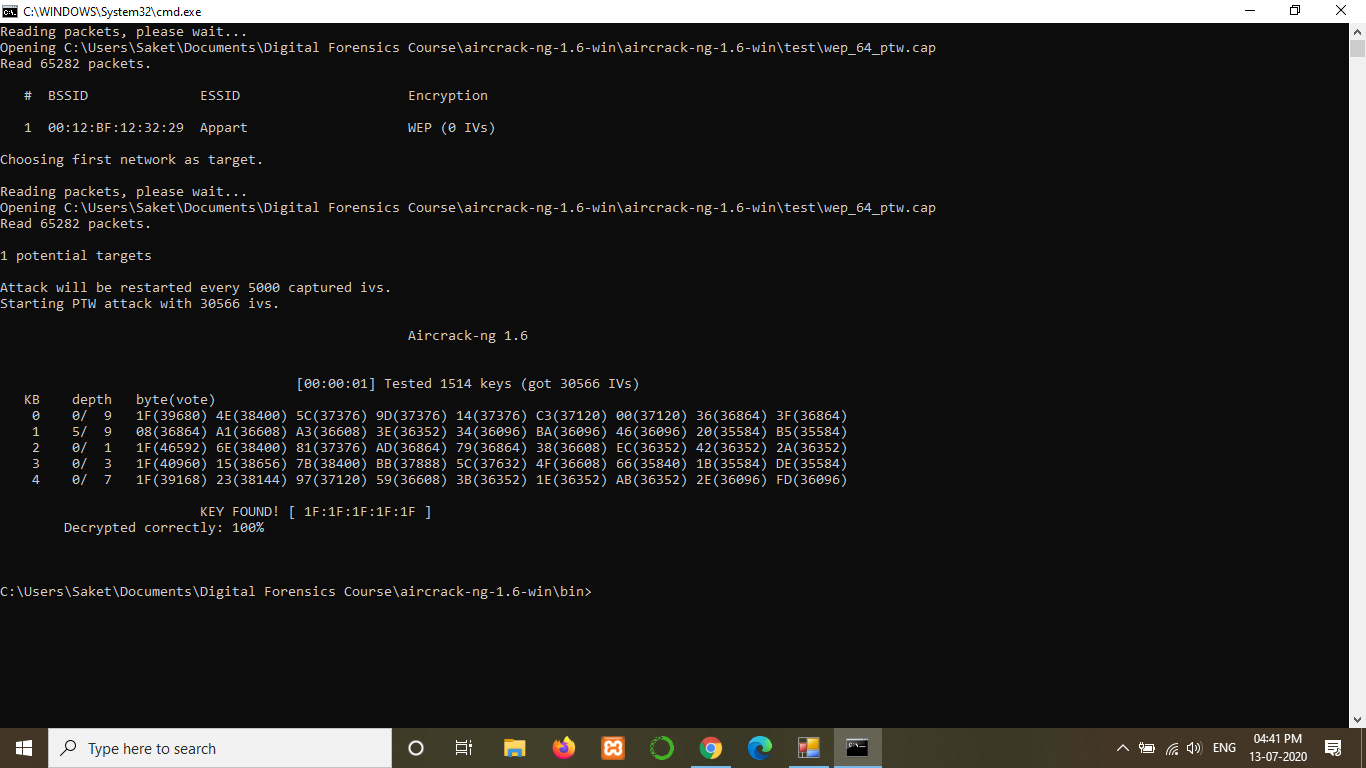 C:\WINDOWS\System32\cmd.exe
Reading packets, please wait...
Opening C:\Users\Saket\Documents\Digital Forensics Course\aircrack-ng-1.6-win\aircrack-ng-1.6-win\test\wep_64_ptw.cap
Read 65282 packets.
# BSSID ESSID Encryption
1 00:12:BF:12:32:29 Appart WEP (0 IVs)
Choosing first network as target.
Reading packets, please wait...
Opening C:\Users\Saket\Documents\Digital Forensics Course\aircrack-ng-1.6-win\aircrack-ng-1.6-win\test\wep_64_ptw.cap
Read 65282 packets.
1 potential targets
Attack will be restarted every 5000 captured ivs.
Starting PTW attack with 30566 ivs.
Aircrack-ng 1.6
[00:00:01] Tested 1514 keys (got 30566 IVs)
KB depth byte(vote)
0 0/ 9 1F(39680) 4E(38400) 5C(37376) 9D(37376) 14(37376) C3(37120) 00(37120) 36(36864) 3F(36864)
1 5/ 9 08(36864) A1(36608) A3(36608) 3E(36352) 34(36096) BA(36096) 46(36096) 20(35584) B5(35584)
2 0/ 1 1F(46592) 6E(38400) 81(37376) AD(36864) 79(36864) 38(36608) EC(36352) 42(36352) 2A(36352)
3 0/ 3 1F(40960) 15(38656) 7B(38400) BB(37888) 5C(37632) 4F(36608) 66(35840) 1B(35584) DE(35584)
4 0/ 7 1F(39168) 23(38144) 97(37120) 59(36608) 3B(36352) 1E(36352) AB(36352) 2E(36096) FD(36096)
KEY FOUND! [ 1F:1F:1F:1F:1F ]
Decrypted correctly: 100%
C:\Users\Saket\Documents\Digital Forensics Course\aircrack-ng-1.6-win\bin>
Type here to search
ENG
04:41 PM
13-07-2020